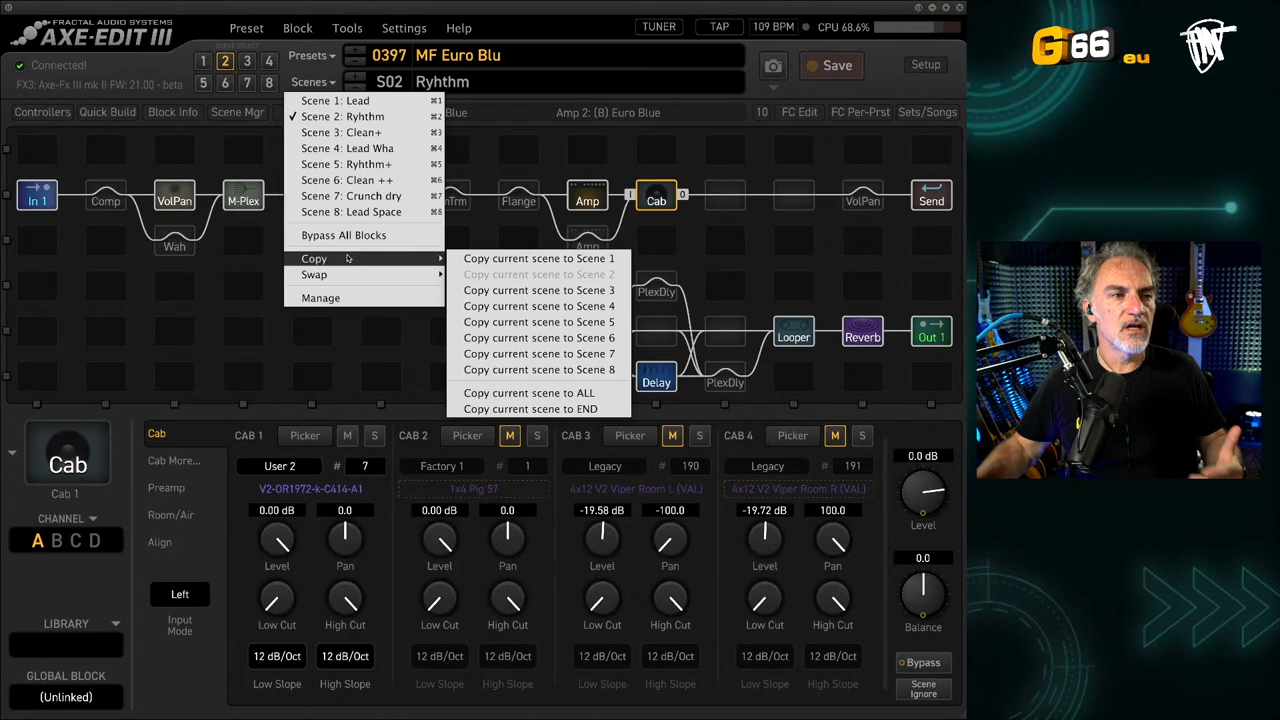 FRACTAL AUDIO SYSTEMS
AXE-EDIT III
Preset
Block
Tools
Settings
Help
TUNER
TAP
109 BPM
CPU 68.6%
Connected!
FX3: Axe-Fx III mk II FW: 21.00 - beta
SCENE SELECT
1 2 3 4
5 6 7 8
Presets
0397 MF Euro Blu
Scenes
S02 Ryhthm
Save
Setup
G66
eu
Controllers
Quick Build
Block Info
Scene Mgr
Blue
Amp 2: (B) Euro Blue
10
FC Edit
FC Per-Prst
Sets/Songs
Scene 1: Lead ⌘1
✓ Scene 2: Ryhthm ⌘2
Scene 3: Clean+ ⌘3
Scene 4: Lead Wha ⌘4
Scene 5: Ryhthm+ ⌘5
Scene 6: Clean ++ ⌘6
Scene 7: Crunch dry ⌘7
Scene 8: Lead Space ⌘8
Bypass All Blocks
Copy
Swap
Manage
Copy current scene to Scene 1
Copy current scene to Scene 2
Copy current scene to Scene 3
Copy current scene to Scene 4
Copy current scene to Scene 5
Copy current scene to Scene 6
Copy current scene to Scene 7
Copy current scene to Scene 8
Copy current scene to ALL
Copy current scene to END
In 1
Comp
VolPan
M-Plex
Flange
Amp
I Cab O
VolPan
Send
Wah
Amp
PlexDly
Looper
Reverb
Out 1
Delay
PlexDly
Cab
Cab 1
CHANNEL
A B C D
LIBRARY
GLOBAL BLOCK
(Unlinked)
Cab
Cab More...
Preamp
Room/Air
Align
Left
Input
Mode
CAB 1 Picker M S
User 2 # 7
V2-OR1972-k-C414-A1
0.00 dB 0.0
Level Pan
Low Cut High Cut
12 dB/Oct 12 dB/Oct
Low Slope High Slope
CAB 2 Picker M S
Factory 1 # 1
1x4 Pig 57
0.00 dB 0.0
Level Pan
Low Cut High Cut
12 dB/Oct 12 dB/Oct
Low Slope High Slope
CAB 3 Picker M S
Legacy # 190
4x12 V2 Viper Room L (VAL)
-19.58 dB -100.0
Level Pan
Low Cut High Cut
12 dB/Oct 12 dB/Oct
Low Slope High Slope
CAB 4 Picker M S
Legacy # 191
4x12 V2 Viper Room R (VAL)
-19.72 dB 100.0
Level Pan
Low Cut High Cut
12 dB/Oct 12 dB/Oct
Low Slope High Slope
0.0 dB
Level
0.0
Balance
Bypass
Scene
Ignore